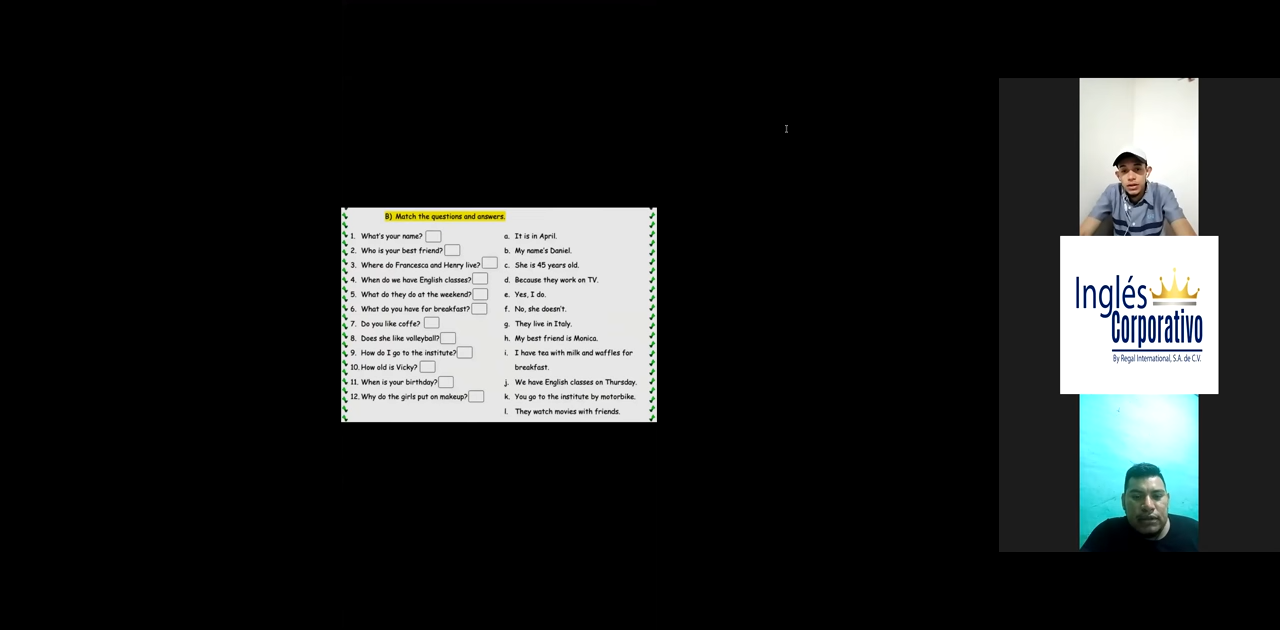 B) Match the questions and answers.
1. What's your name?
2. Who is your best friend?
3. Where do Francesca and Henry live?
4. When do we have English classes?
5. What do they do at the weekend?
6. What do you have for breakfast?
7. Do you like coffe?
8. Does she like volleyball?
9. How do I go to the institute?
10. How old is Vicky?
11. When is your birthday?
12. Why do the girls put on makeup?
a. It is in April.
b. My name's Daniel.
c. She is 45 years old.
d. Because they work on TV.
e. Yes, I do.
f. No, she doesn't.
g. They live in Italy.
h. My best friend is Monica.
i. I have tea with milk and waffles for
breakfast.
j. We have English classes on Thursday.
k. You go to the institute by motorbike.
l. They watch movies with friends.
Inglés
Corporativo
By Regal International, S.A. de C.V.